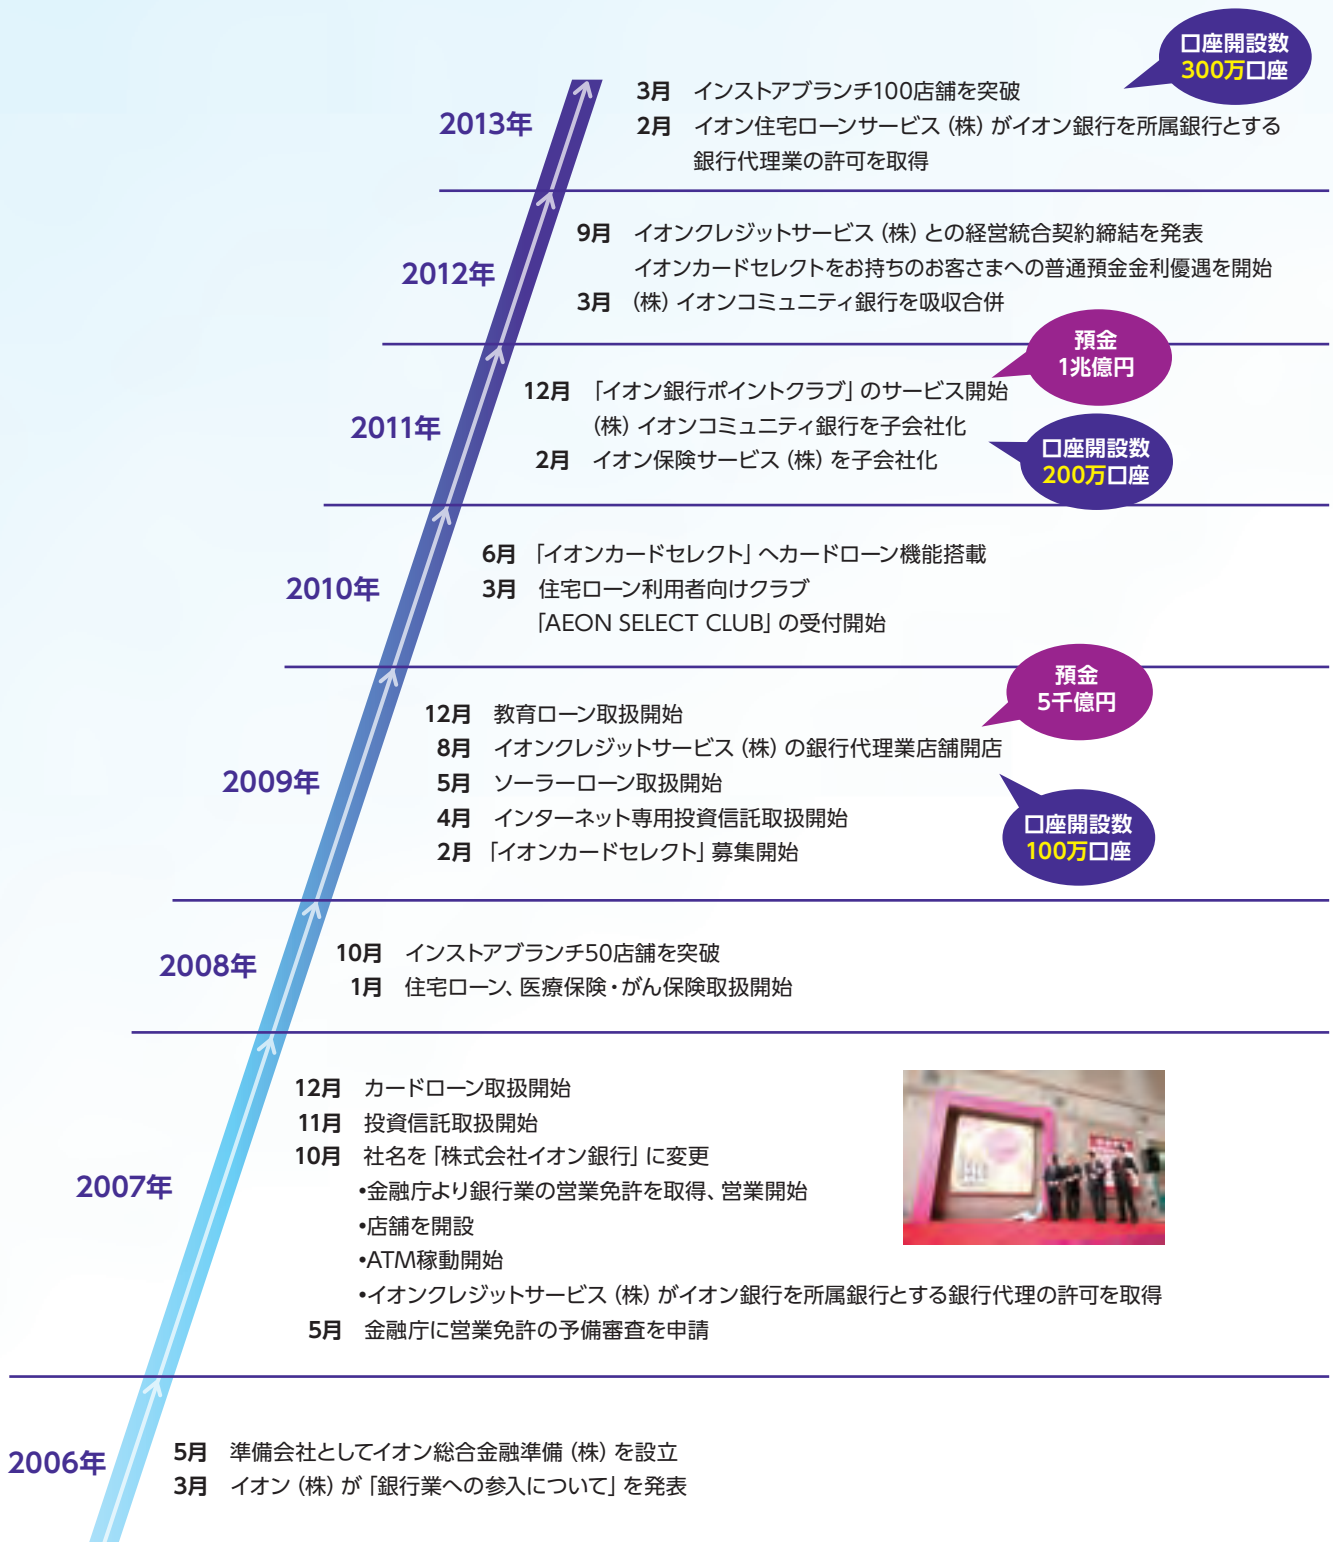 口座開設数
300万口座
2013年
3月 インストアブランチ100店舗を突破
2月 イオン住宅ローンサービス（株）がイオン銀行を所属銀行とする
銀行代理業の許可を取得
2012年
9月 イオンクレジットサービス（株）との経営統合契約締結を発表
イオンカードセレクトをお持ちのお客さまへの普通預金金利優遇を開始
3月 （株）イオンコミュニティ銀行を吸収合併
預金
1兆億円
2011年
12月 「イオン銀行ポイントクラブ」のサービス開始
（株）イオンコミュニティ銀行を子会社化
2月 イオン保険サービス（株）を子会社化
口座開設数
200万口座
2010年
6月 「イオンカードセレクト」へカードローン機能搭載
3月 住宅ローン利用者向けクラブ
「AEON SELECT CLUB」の受付開始
預金
5千億円
2009年
12月 教育ローン取扱開始
8月 イオンクレジットサービス（株）の銀行代理業店舗開店
5月 ソーラーローン取扱開始
4月 インターネット専用投資信託取扱開始
2月 「イオンカードセレクト」募集開始
口座開設数
100万口座
2008年
10月 インストアブランチ50店舗を突破
1月 住宅ローン、医療保険・がん保険取扱開始
2007年
12月 カードローン取扱開始
11月 投資信託取扱開始
10月 社名を「株式会社イオン銀行」に変更
•金融庁より銀行業の営業免許を取得、営業開始
•店舗を開設
•ATM稼動開始
•イオンクレジットサービス（株）がイオン銀行を所属銀行とする銀行代理の許可を取得
5月 金融庁に営業免許の予備審査を申請
2006年
5月 準備会社としてイオン総合金融準備（株）を設立
3月 イオン（株）が「銀行業への参入について」を発表